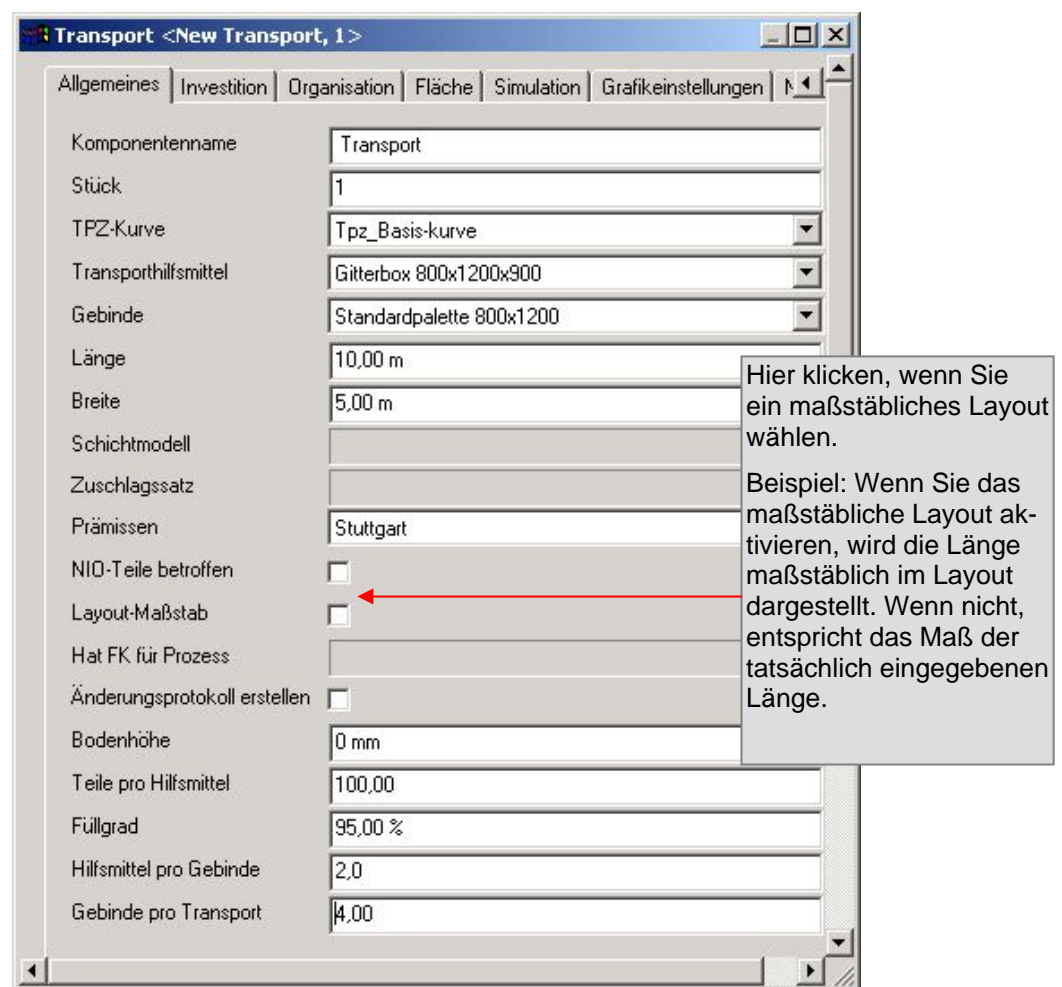 Transport <New Transport, 1>
Allgemeines Investition Organisation Fläche Simulation Grafikeinstellungen
Komponentenname Transport
Stück 1
TPZ-Kurve Tpz_Basis-kurve
Transporthilfsmittel Gitterbox 800x1200x900
Gebinde Standardpalette 800x1200
Länge 10,00 m
Breite 5,00 m
Schichtmodell
Zuschlagssatz
Prämissen Stuttgart
NIO-Teile betroffen
Layout-Maßstab
Hat FK für Prozess
Änderungsprotokoll erstellen
Bodenhöhe 0 mm
Teile pro Hilfsmittel 100,00
Füllgrad 95,00 %
Hilfsmittel pro Gebinde 2,0
Gebinde pro Transport 4,00
Hier klicken, wenn Sie
ein maßstäbliches Layout
wählen.
Beispiel: Wenn Sie das
maßstäbliche Layout ak-
tivieren, wird die Länge
maßstäblich im Layout
dargestellt. Wenn nicht,
entspricht das Maß der
tatsächlich eingegebenen
Länge.